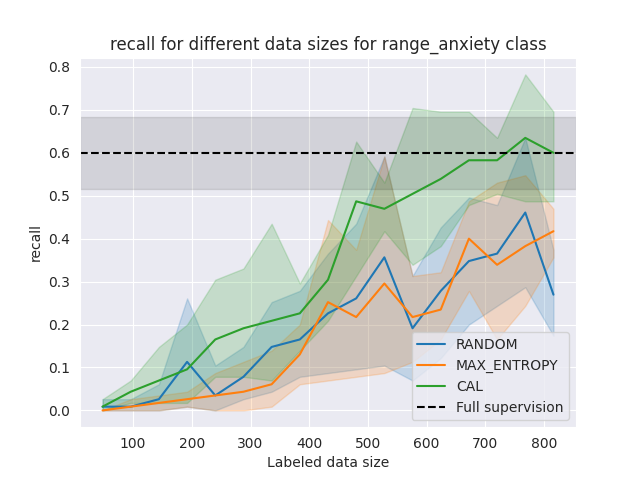 recall for different data sizes for range_anxiety class
recall
0.8
0.7
0.6
0.5
0.4
0.3
0.2
0.1
0.0
100 200 300 400 500 600 700 800
Labeled data size
RANDOM
MAX_ENTROPY
CAL
Full supervision